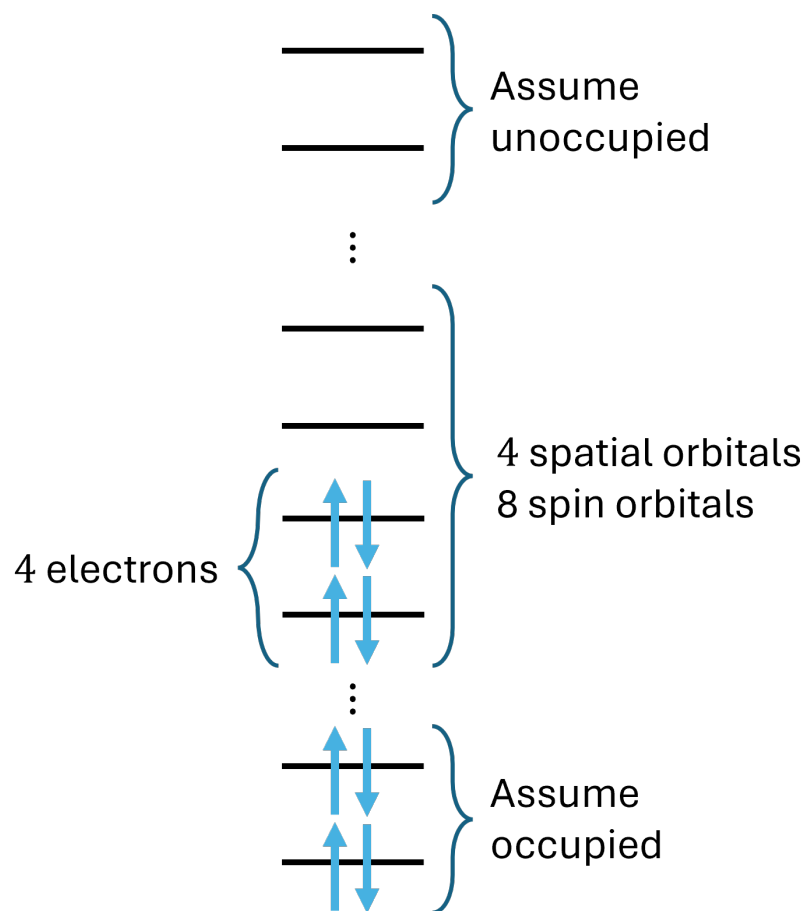 Assume
unoccupied
⋮
4 spatial orbitals
8 spin orbitals
4 electrons
⋮
Assume
occupied